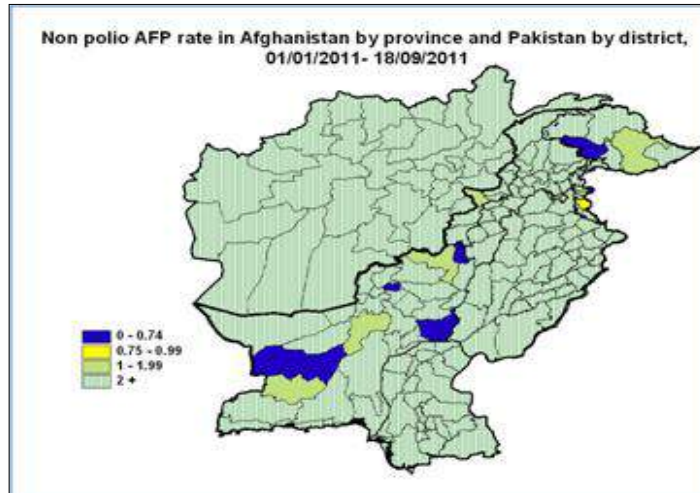 Non polio AFP rate in Afghanistan by province and Pakistan by district,
01/01/2011- 18/09/2011
0 - 0.74
0.75 - 0.99
1 - 1.99
2 +